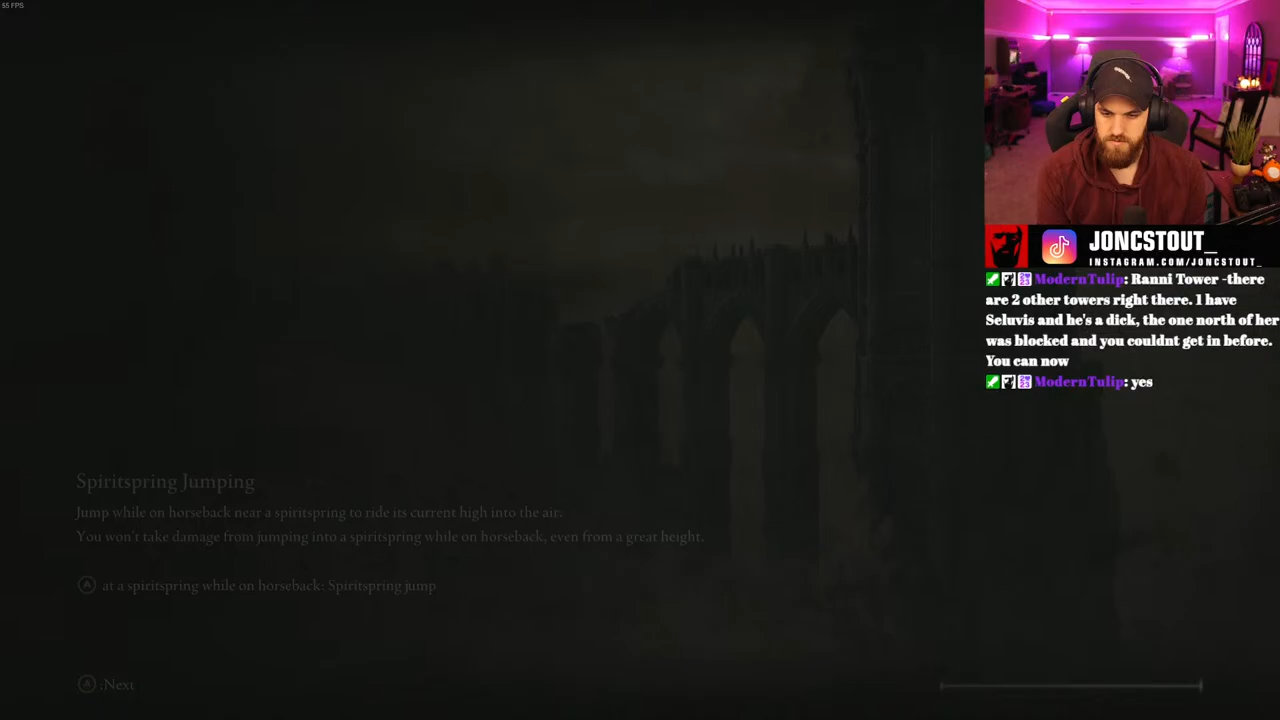 55 FPS
JONCSTOUT_
INSTAGRAM.COM/JONCSTOUT_
ModernTulip: Ranni Tower -there
are 2 other towers right there. 1 have
Seluvis and he's a dick, the one north of her
was blocked and you couldnt get in before.
You can now
ModernTulip: yes
Spiritspring Jumping
Jump while on horseback near a spiritspring to ride its current high into the air.
You won't take damage from jumping into a spiritspring while on horseback, even from a great height.
A at a spiritspring while on horseback: Spiritspring jump
A :Next